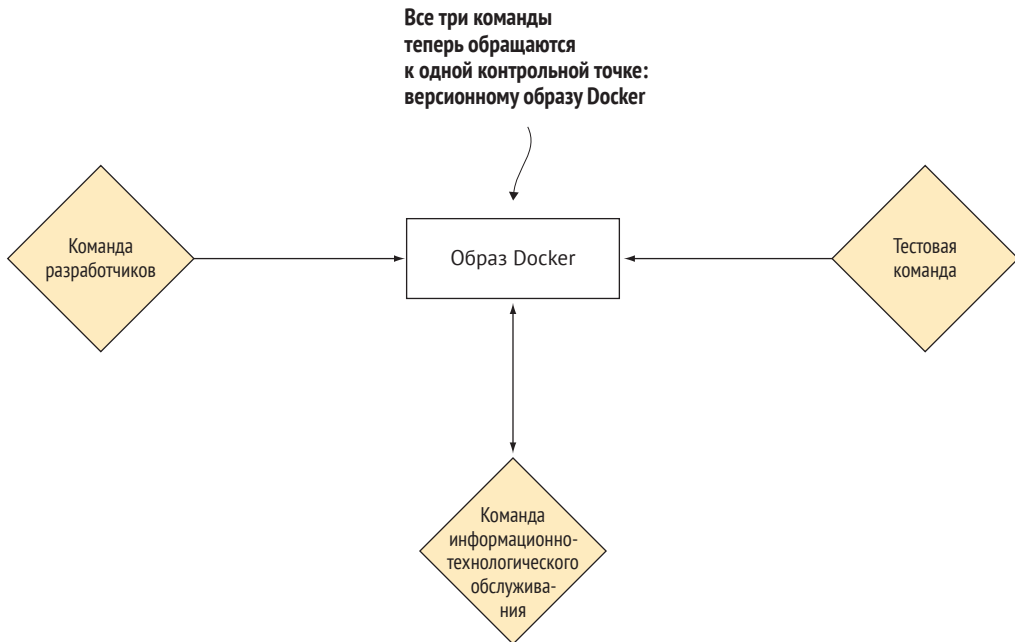 Все три команды
теперь обращаются
к одной контрольной точке:
версионному образу Docker
Команда
разработчиков
Образ Docker
Тестовая
команда
Команда
информационно-
технологического
обслужива-
ния